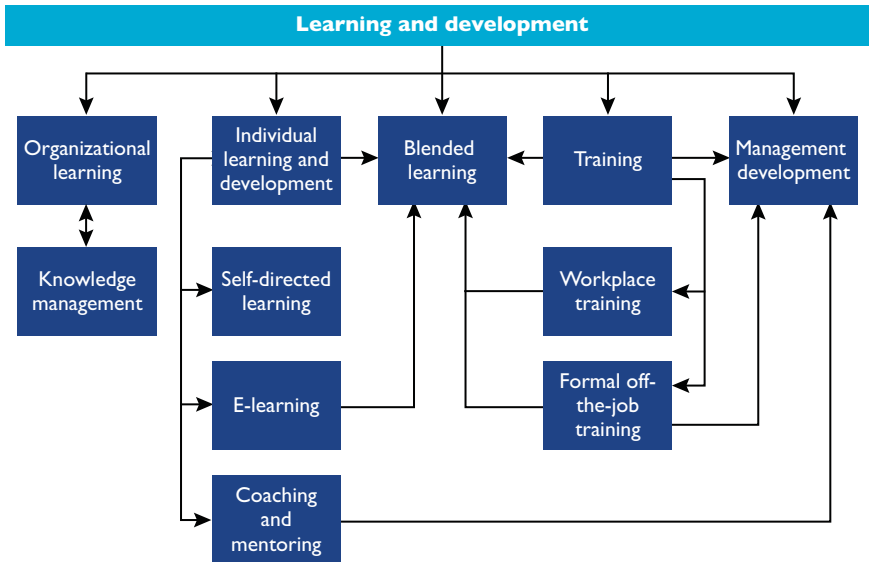 Learning and development
Organizational
learning
Individual
learning and
development
Blended
learning
Training
Management
development
Knowledge
management
Self-directed
learning
Workplace
training
E-learning
Formal off-
the-job
training
Coaching
and
mentoring